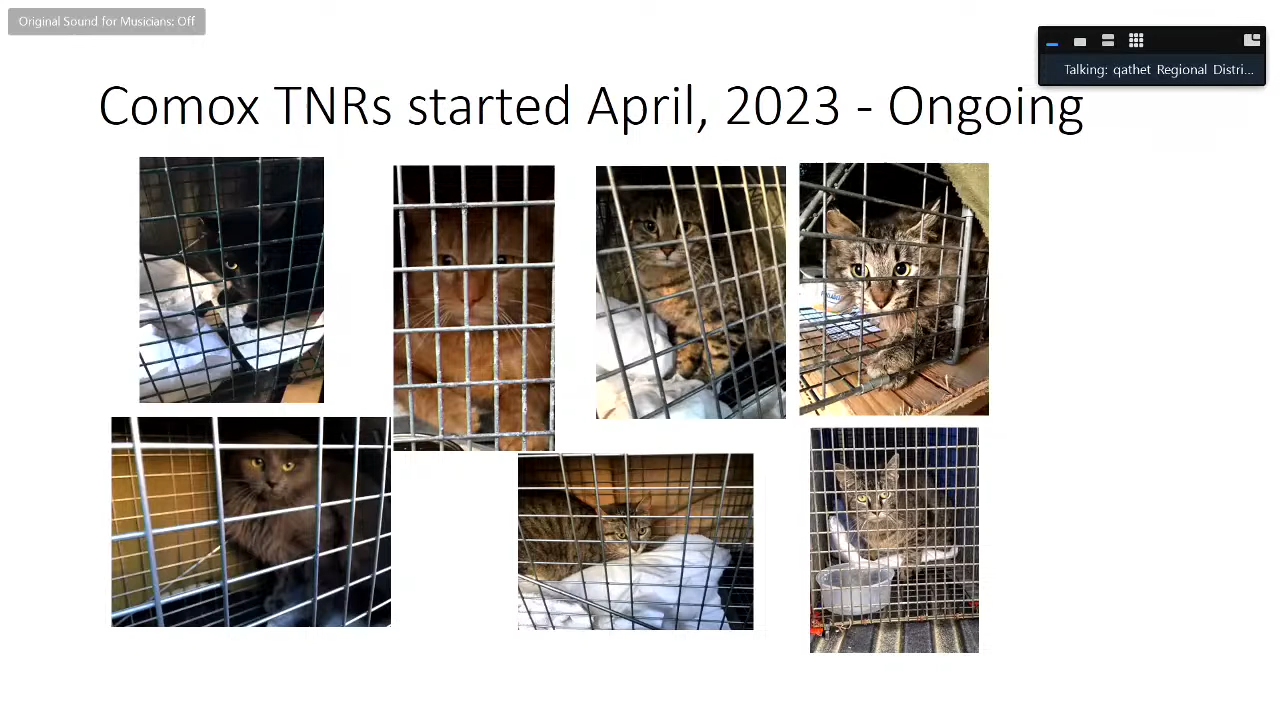 Original Sound for Musicians: Off
Talking: qathet Regional Distri...
Comox TNRs started April, 2023 - Ongoing